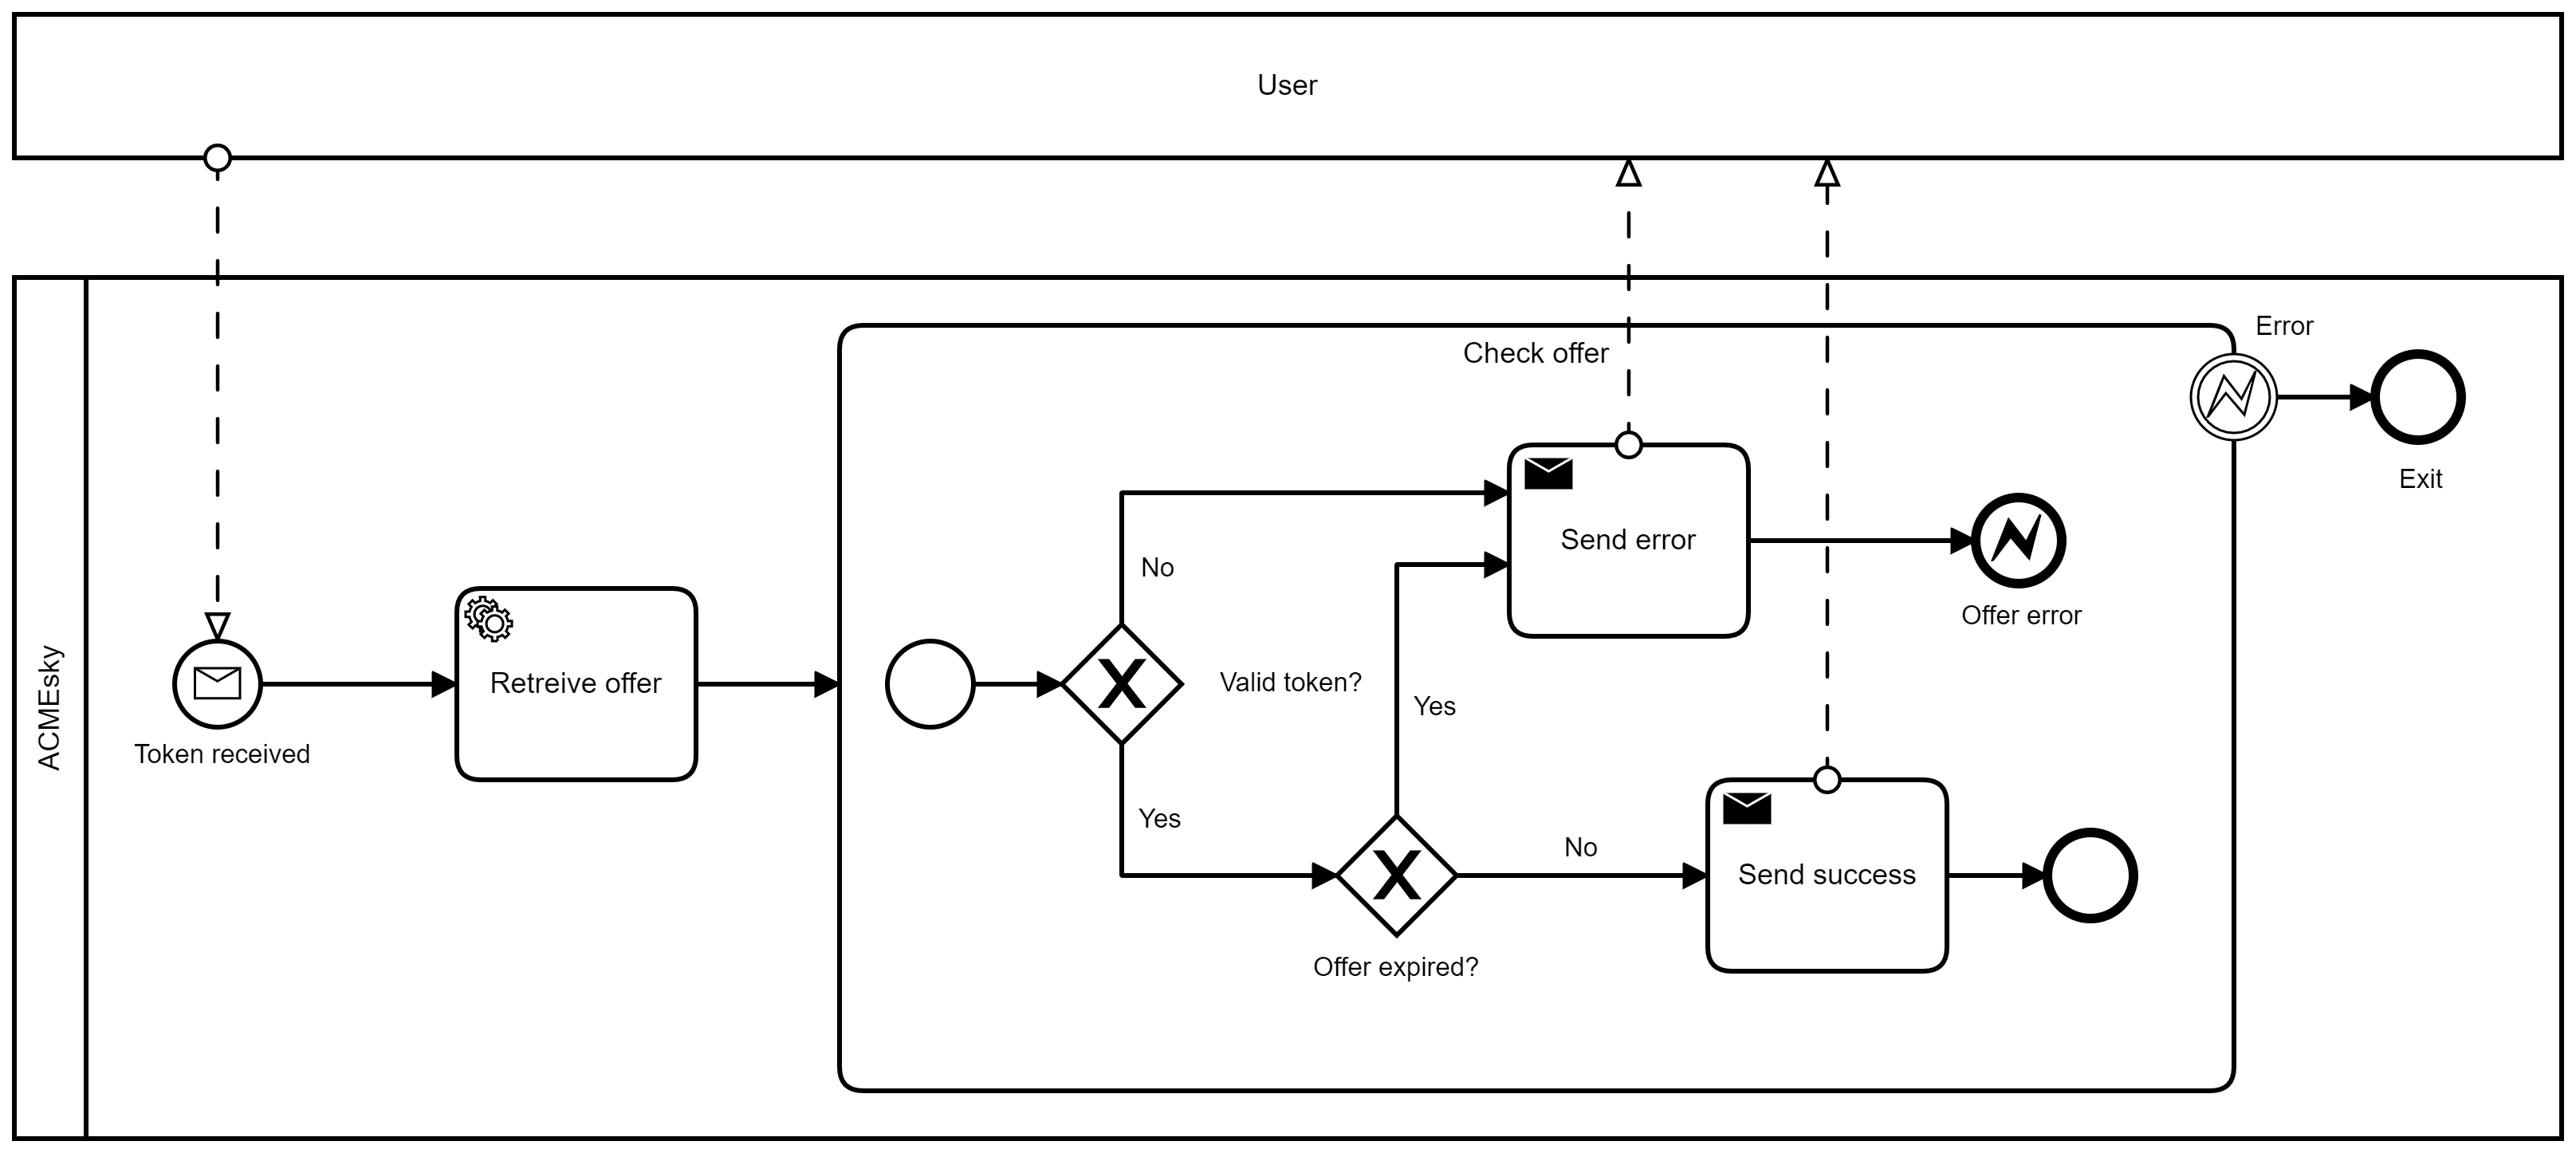 User
Error
Check offer
Exit
Send error
No
Offer error
Retreive offer
Valid token?
Yes
ACMEsky
Token received
Yes
No
Send success
Offer expired?